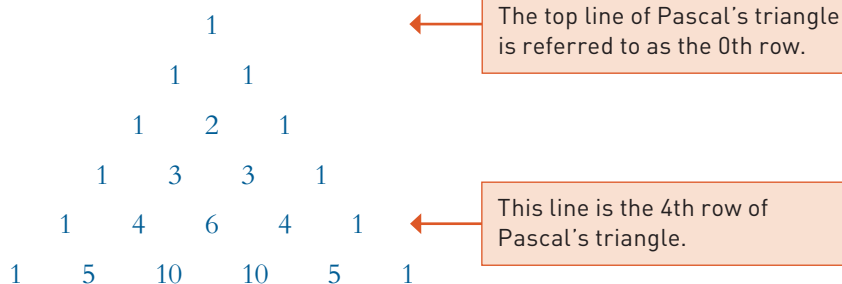 1
The top line of Pascal's triangle
is referred to as the 0th row.
1 1
1 2 1
1 3 3 1
1 4 6 4 1
This line is the 4th row of
Pascal's triangle.
1 5 10 10 5 1